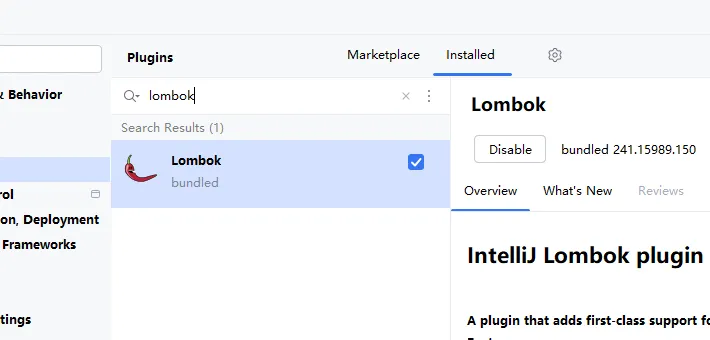 Plugins
Marketplace
Installed
& Behavior
rol
on, Deployment
Frameworks
tings
lombok
Search Results (1)
Lombok
bundled
Lombok
Disable
bundled 241.15989.150
Overview
What's New
Reviews
IntelliJ Lombok plugin
A plugin that adds first-class support fo